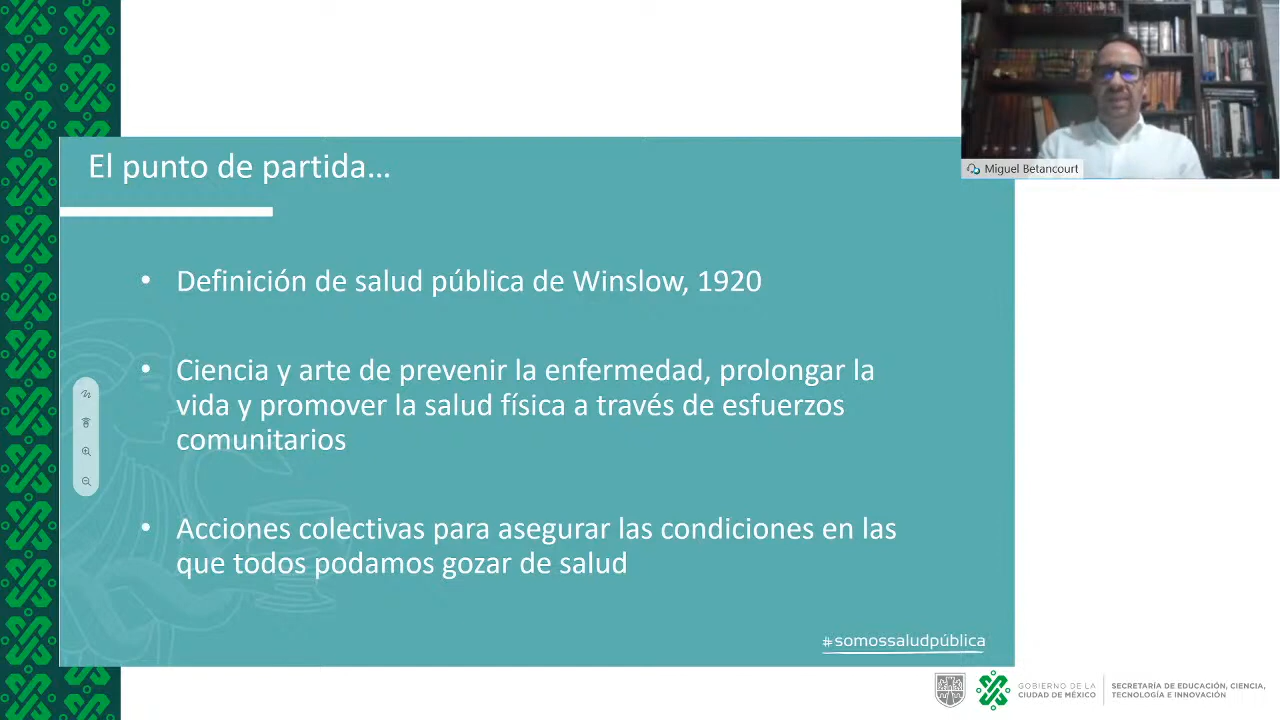 El punto de partida...
Miguel Betancourt
• Definición de salud pública de Winslow, 1920
• Ciencia y arte de prevenir la enfermedad, prolongar la
vida y promover la salud física a través de esfuerzos
comunitarios
• Acciones colectivas para asegurar las condiciones en las
que todos podamos gozar de salud
#somossaludpública
GOBIERNO DE LA
CIUDAD DE MÉXICO
SECRETARÍA DE EDUCACIÓN, CIENCIA,
TECNOLOGÍA E INNOVACIÓN